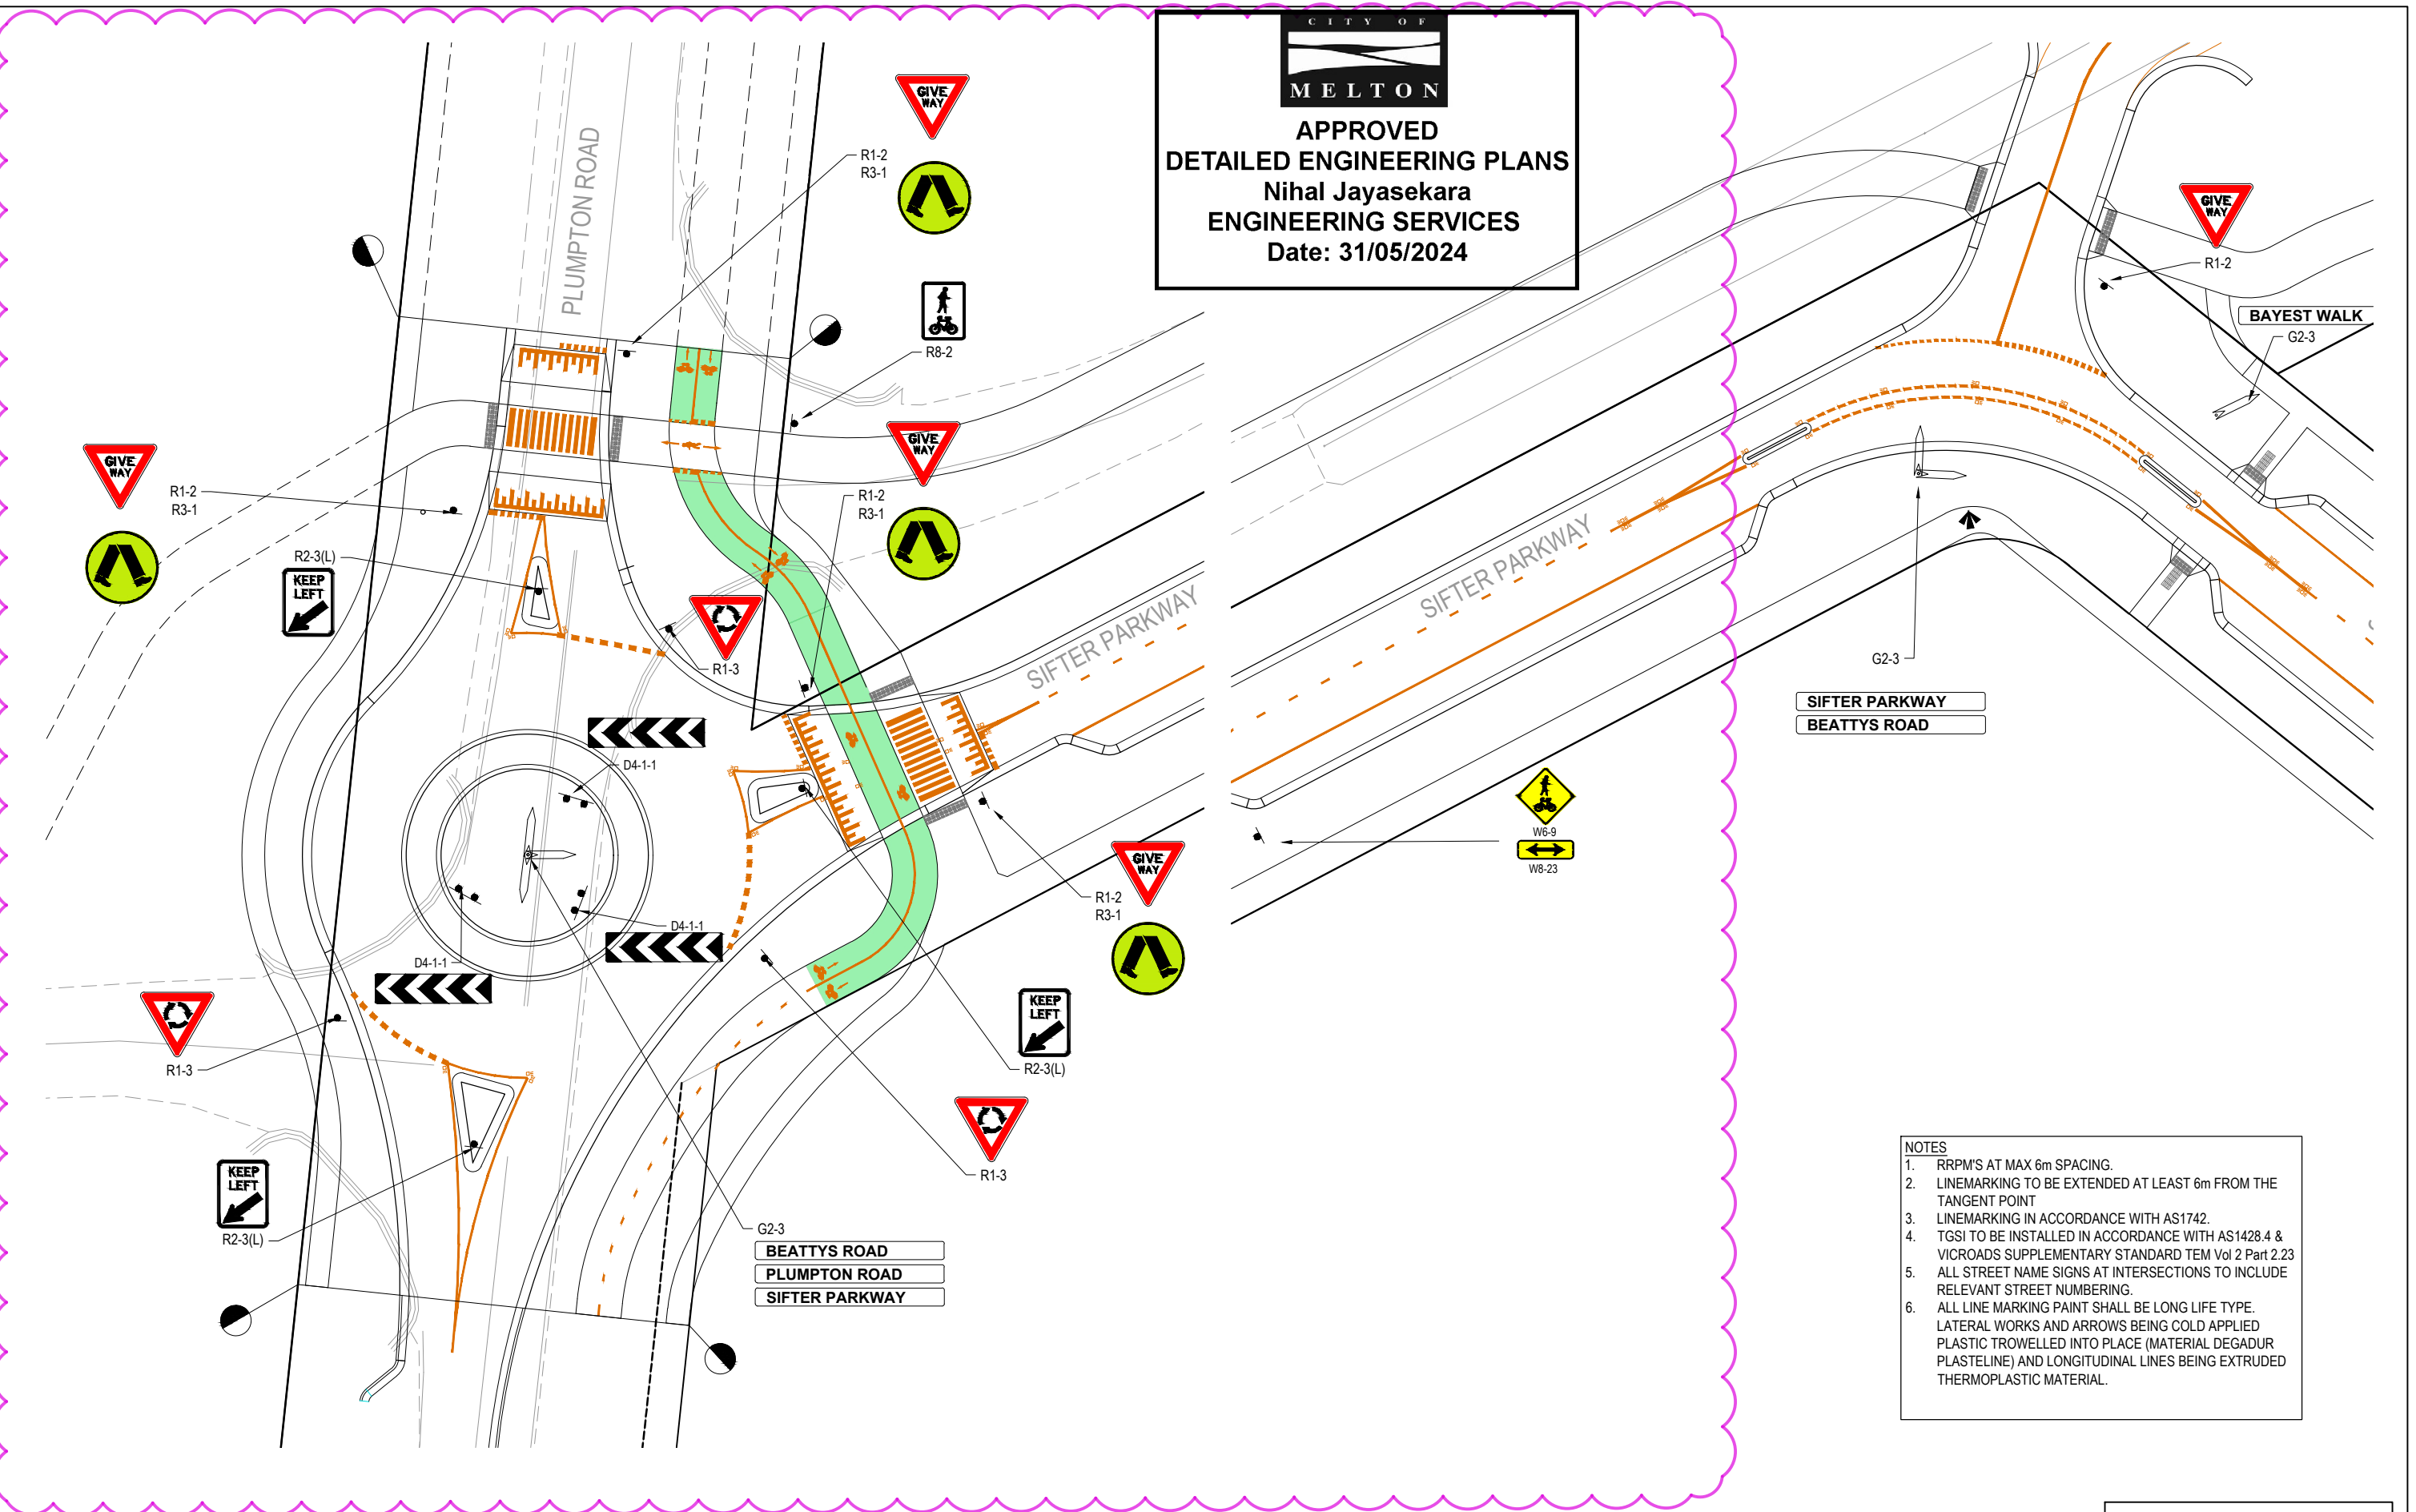 CITY OF
MELTON
APPROVED
DETAILED ENGINEERING PLANS
Nihal Jayasekara
ENGINEERING SERVICES
Date: 31/05/2024
PLUMPTON ROAD
GIVE
WAY
R1-2
R3-1
R8-2
GIVE
WAY
R1-2
R3-1
GIVE
WAY
R1-2
R3-1
R2-3(L)
KEEP
LEFT
R1-3
SIFTER PARKWAY
D4-1-1
D4-1-1
D4-1-1
R1-3
KEEP
LEFT
R2-3(L)
GIVE
WAY
R1-2
R3-1
KEEP
LEFT
R2-3(L)
R1-3
G2-3
BEATTYS ROAD
PLUMPTON ROAD
SIFTER PARKWAY
SIFTER PARKWAY
W6-9
W8-23
GIVE
WAY
R1-2
BAYEST WALK
G2-3
G2-3
SIFTER PARKWAY
BEATTYS ROAD
NOTES
1. RRPM'S AT MAX 6m SPACING.
2. LINEMARKING TO BE EXTENDED AT LEAST 6m FROM THE
TANGENT POINT
3. LINEMARKING IN ACCORDANCE WITH AS1742.
4. TGSI TO BE INSTALLED IN ACCORDANCE WITH AS1428.4 &
VICROADS SUPPLEMENTARY STANDARD TEM Vol 2 Part 2.23
5. ALL STREET NAME SIGNS AT INTERSECTIONS TO INCLUDE
RELEVANT STREET NUMBERING.
6. ALL LINE MARKING PAINT SHALL BE LONG LIFE TYPE.
LATERAL WORKS AND ARROWS BEING COLD APPLIED
PLASTIC TROWELLED INTO PLACE (MATERIAL DEGADUR
PLASTELINE) AND LONGITUDINAL LINES BEING EXTRUDED
THERMOPLASTIC MATERIAL.